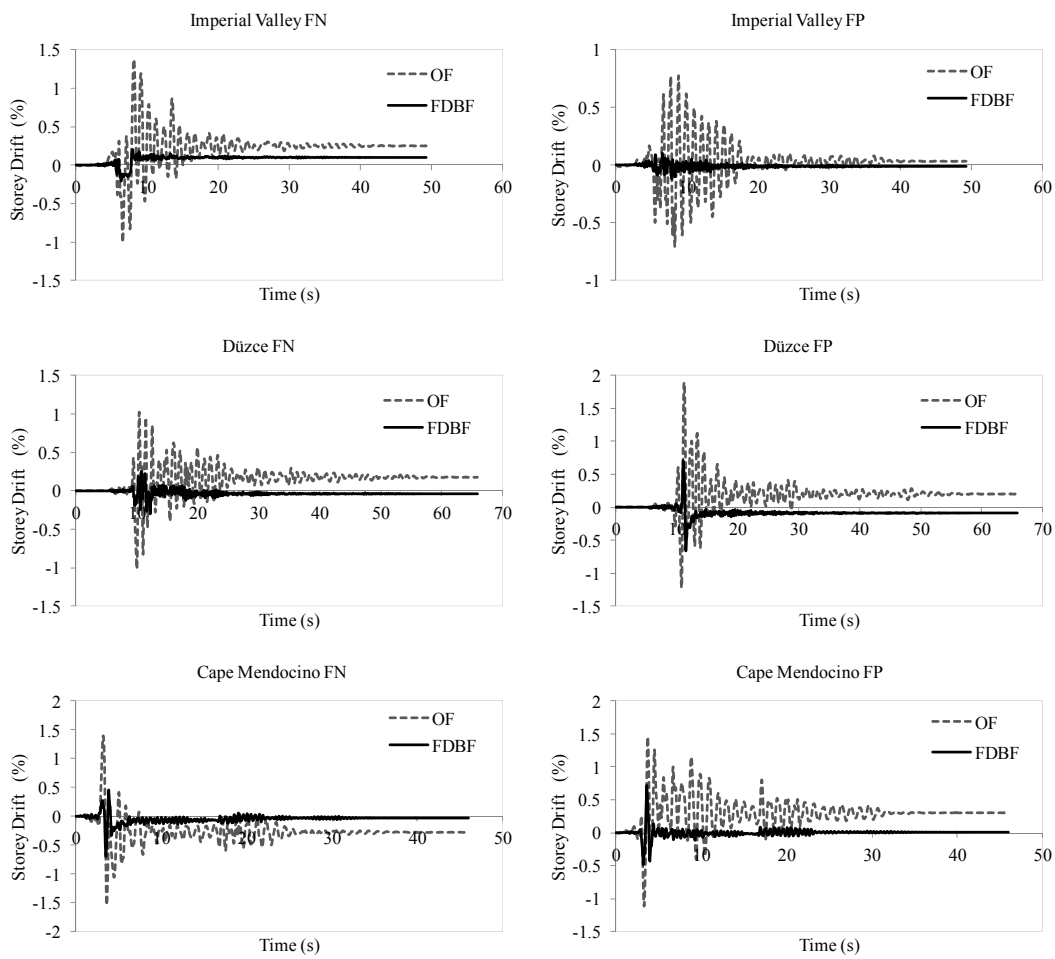 Imperial Valley FN
1.5
1
0.5
0
-0.5
-1
-1.5
0 10 20 30 40 50 60
Storey Drift (%)
Time (s)
OF
FDBF
Imperial Valley FP
1
0.5
0
-0.5
-1
0 10 20 30 40 50 60
Storey Drift (%)
Time (s)
OF
FDBF
Düzce FN
1.5
1
0.5
0
-0.5
-1
-1.5
0 10 20 30 40 50 60 70
Storey Drift (%)
Time (s)
OF
FDBF
Düzce FP
2
1.5
1
0.5
0
-0.5
-1
-1.5
0 10 20 30 40 50 60 70
Storey Drift (%)
Time (s)
OF
FDBF
Cape Mendocino FN
2
1.5
1
0.5
0
-0.5
-1
-1.5
-2
0 10 20 30 40 50
Storey Drift (%)
Time (s)
OF
FDBF
Cape Mendocino FP
2
1.5
1
0.5
0
-0.5
-1
-1.5
0 10 20 30 40 50
Storey Drift (%)
Time (s)
OF
FDBF